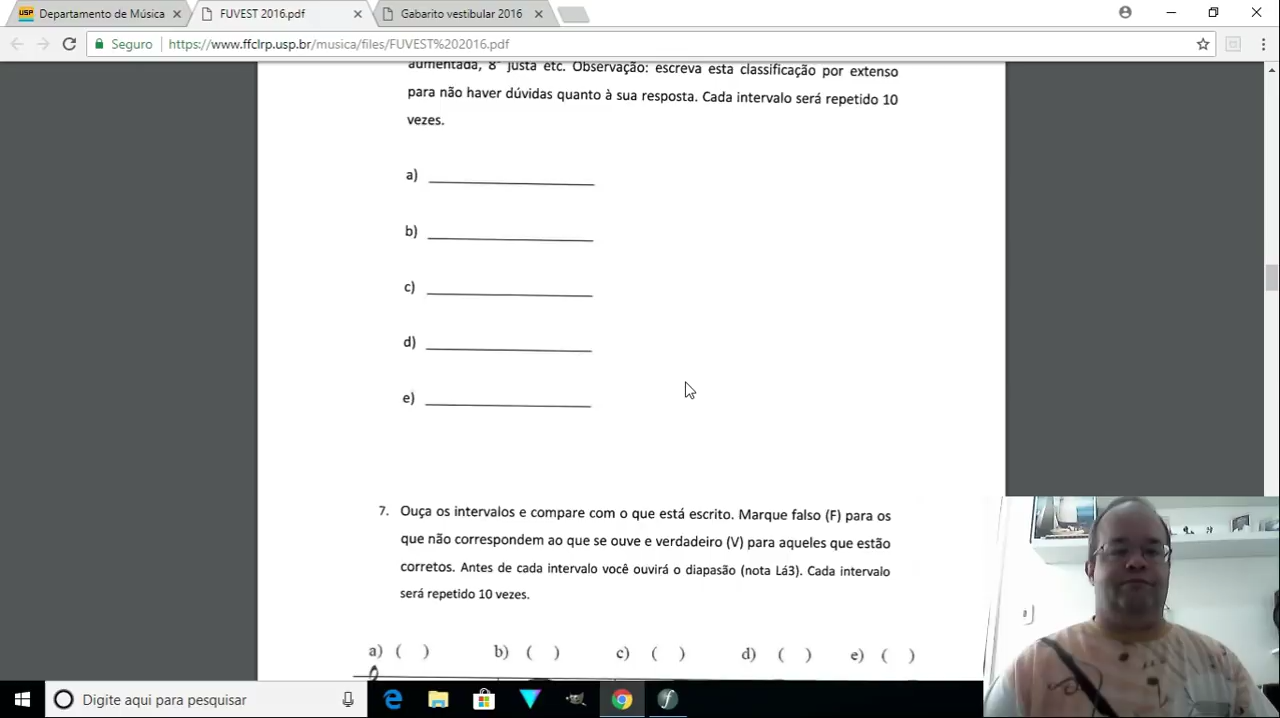 Departamento de Música
FUVEST 2016.pdf
Gabarito vestibular 2016
Seguro
https://www.ffclrp.usp.br/musica/files/FUVEST%202016.pdf
aumentada, 8ª justa etc. Observação: escreva esta classificação por extenso
para não haver dúvidas quanto à sua resposta. Cada intervalo será repetido 10
vezes.
a)
b)
c)
d)
e)
7. Ouça os intervalos e compare com o que está escrito. Marque falso (F) para os
que não correspondem ao que se ouve e verdadeiro (V) para aqueles que estão
corretos. Antes de cada intervalo você ouvirá o diapasão (nota Lá3). Cada intervalo
será repetido 10 vezes.
a) ( ) b) ( ) c) ( ) d) ( ) e) ( )
Digite aqui para pesquisar